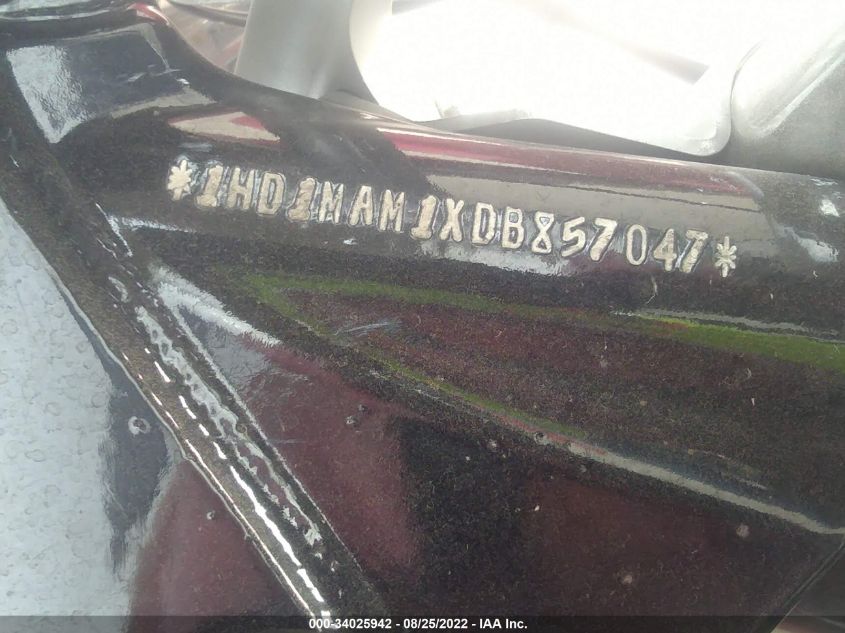 *1HD1MAM1XDB857047*
000-34025942 - 08/25/2022 - IAA Inc.